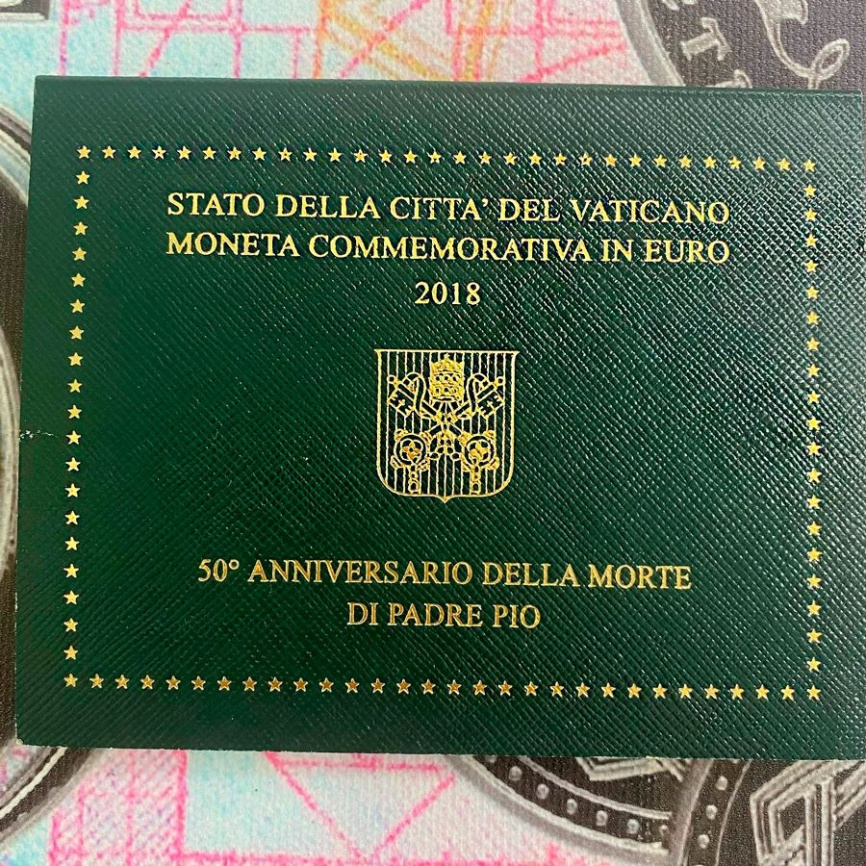 STATO DELLA CITTA' DEL VATICANO
MONETA COMMEMORATIVA IN EURO
2018
50° ANNIVERSARIO DELLA MORTE
DI PADRE PIO